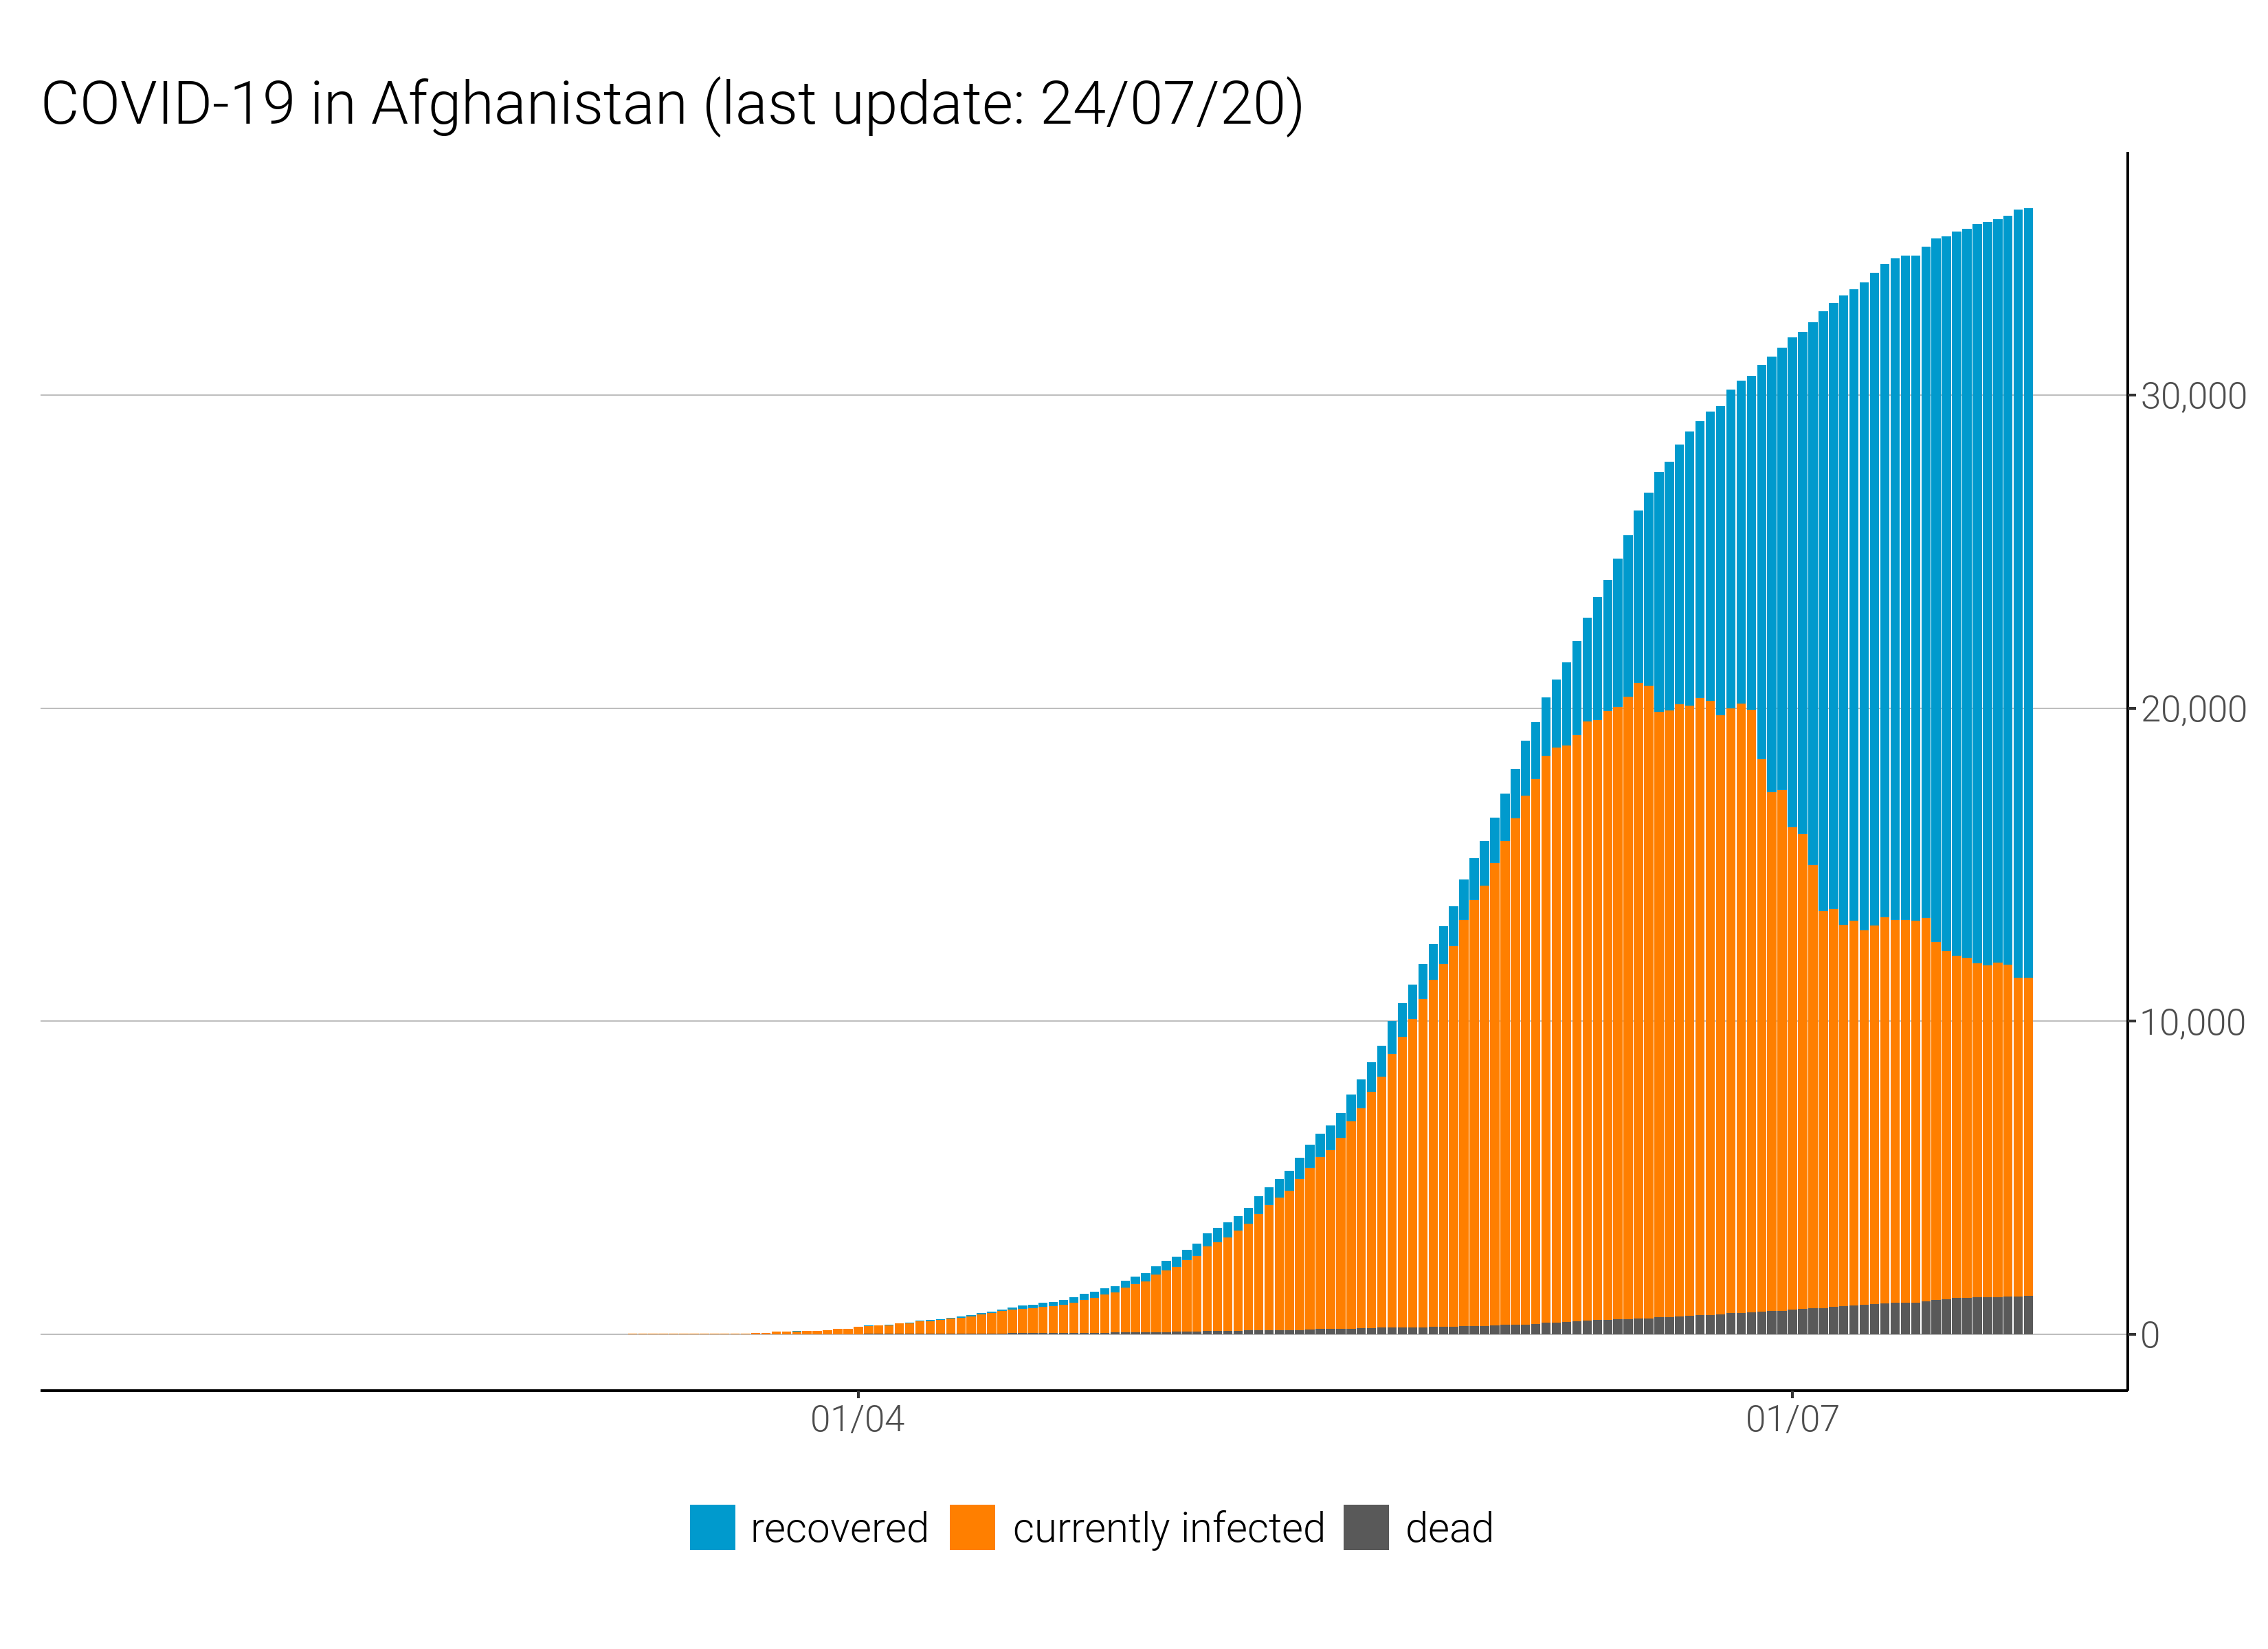 COVID-19 in Afghanistan (last update: 24/07/20)
30,000
20,000
10,000
0
01/04 01/07
recovered currently infected dead